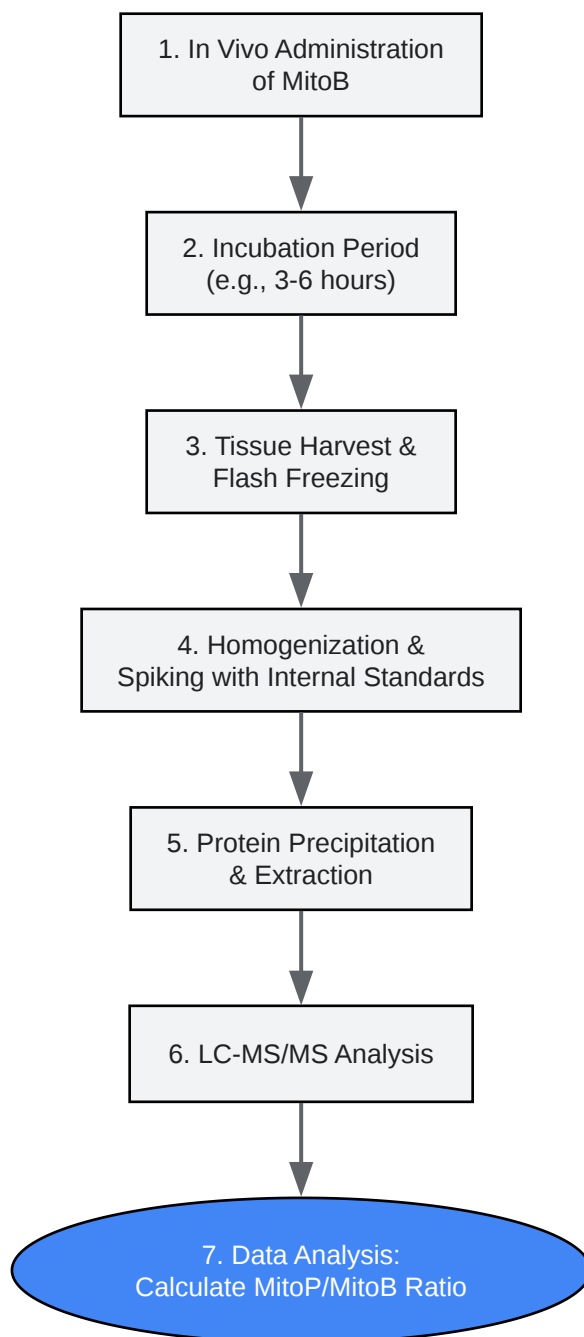 1. In Vivo Administration
of MitoB
2. Incubation Period
(e.g., 3-6 hours)
3. Tissue Harvest &
Flash Freezing
4. Homogenization &
Spiking with Internal Standards
5. Protein Precipitation
& Extraction
6. LC-MS/MS Analysis
7. Data Analysis:
Calculate MitoP/MitoB Ratio